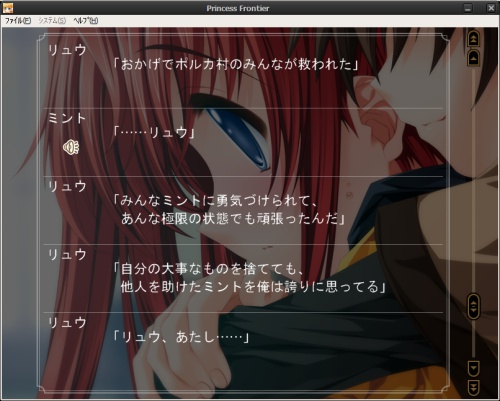 Princess Frontier
ファイル(F) システム(S) ヘルプ(H)
リュウ
「おかげでポルカ村のみんなが救われた」
ミント
「……リュウ」
リュウ
「みんなミントに勇気づけられて、
あんな極限の状態でも頑張ったんだ」
リュウ
「自分の大事なものを捨てても、
他人を助けたミントを俺は誇りに思ってる」
リュウ
「リュウ、あたし……」